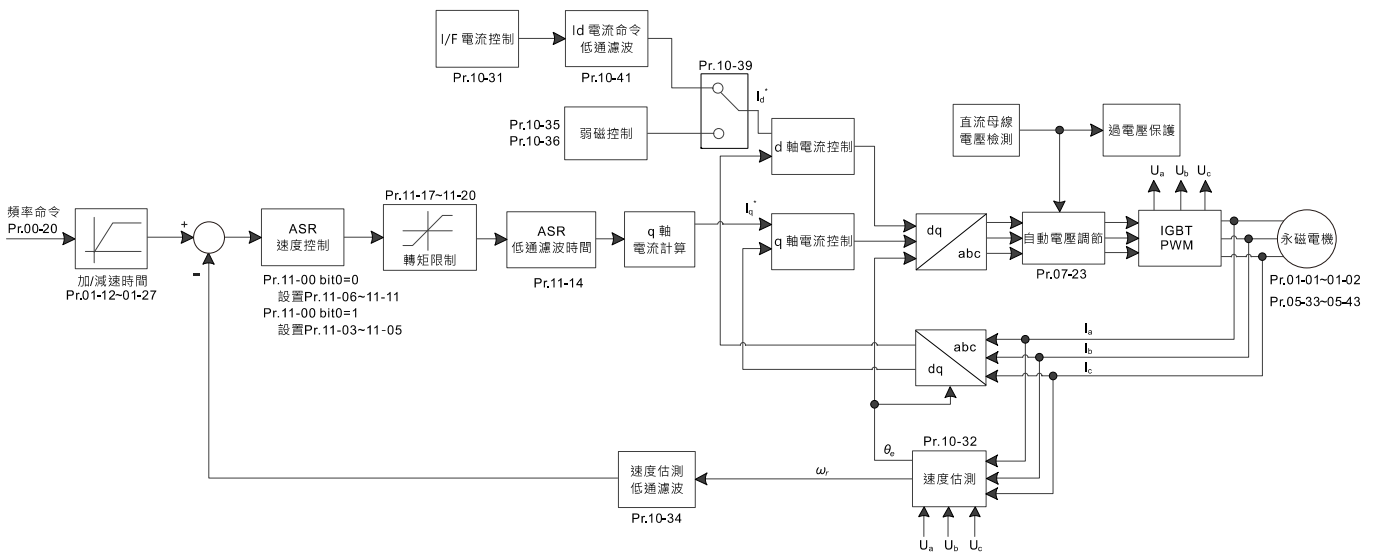 I/F 電流控制
Pr.10-31
Id 電流命令
低通濾波
Pr.10-41
Pr.10-39
Id*
Pr.10-35
Pr.10-36
弱磁控制
d 軸電流控制
直流母線
電壓檢測
過電壓保護
Ua
Ub
Uc
頻率命令
Pr.00-20
加/減速時間
Pr.01-12~01-27
+
-
ASR
速度控制
Pr.11-00 bit0=0
設置Pr.11-06~11-11
Pr.11-00 bit0=1
設置Pr.11-03~11-05
Pr.11-17~11-20
轉矩限制
ASR
低通濾波時間
Pr.11-14
q 軸
電流計算
Iq*
q 軸電流控制
dq
abc
自動電壓調節
Pr.07-23
IGBT
PWM
永磁電機
Pr.01-01~01-02
Pr.05-33~05-43
abc
dq
Ia
Ib
Ic
θe
Pr.10-32
速度估測
ωr
速度估測
低通濾波
Pr.10-34
Ua
Ub
Uc